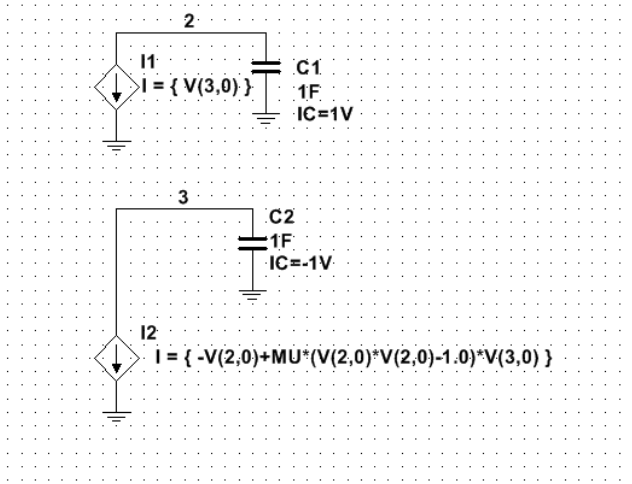 2
I1
I = { V(3,0) }
C1
1F
IC=1V
3
C2
1F
IC=-1V
I2
I = { -V(2,0)+MU*(V(2,0)*V(2,0)-1.0)*V(3,0) }